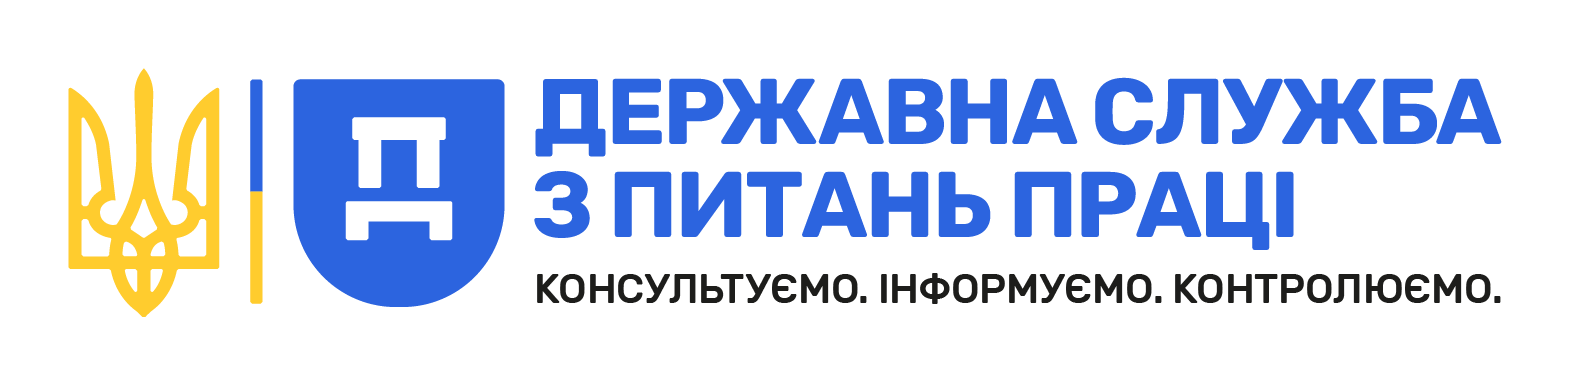 ДЕРЖАВНА СЛУЖБА
З ПИТАНЬ ПРАЦІ
КОНСУЛЬТУЄМО. ІНФОРМУЄМО. КОНТРОЛЮЄМО.